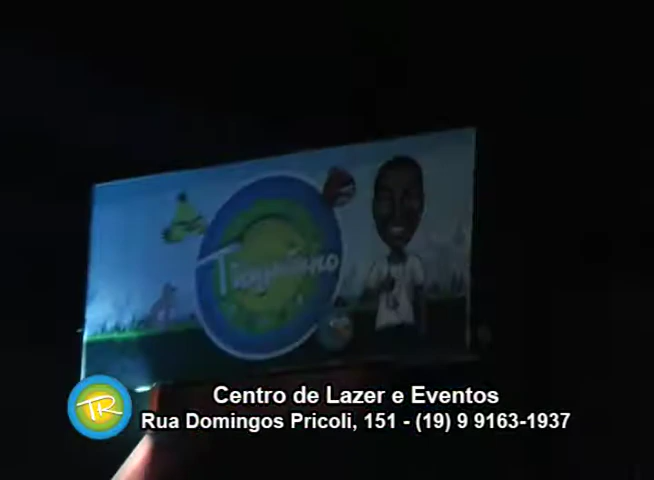 TR
Centro de Lazer e Eventos
Rua Domingos Pricoli, 151 - (19) 9 9163-1937